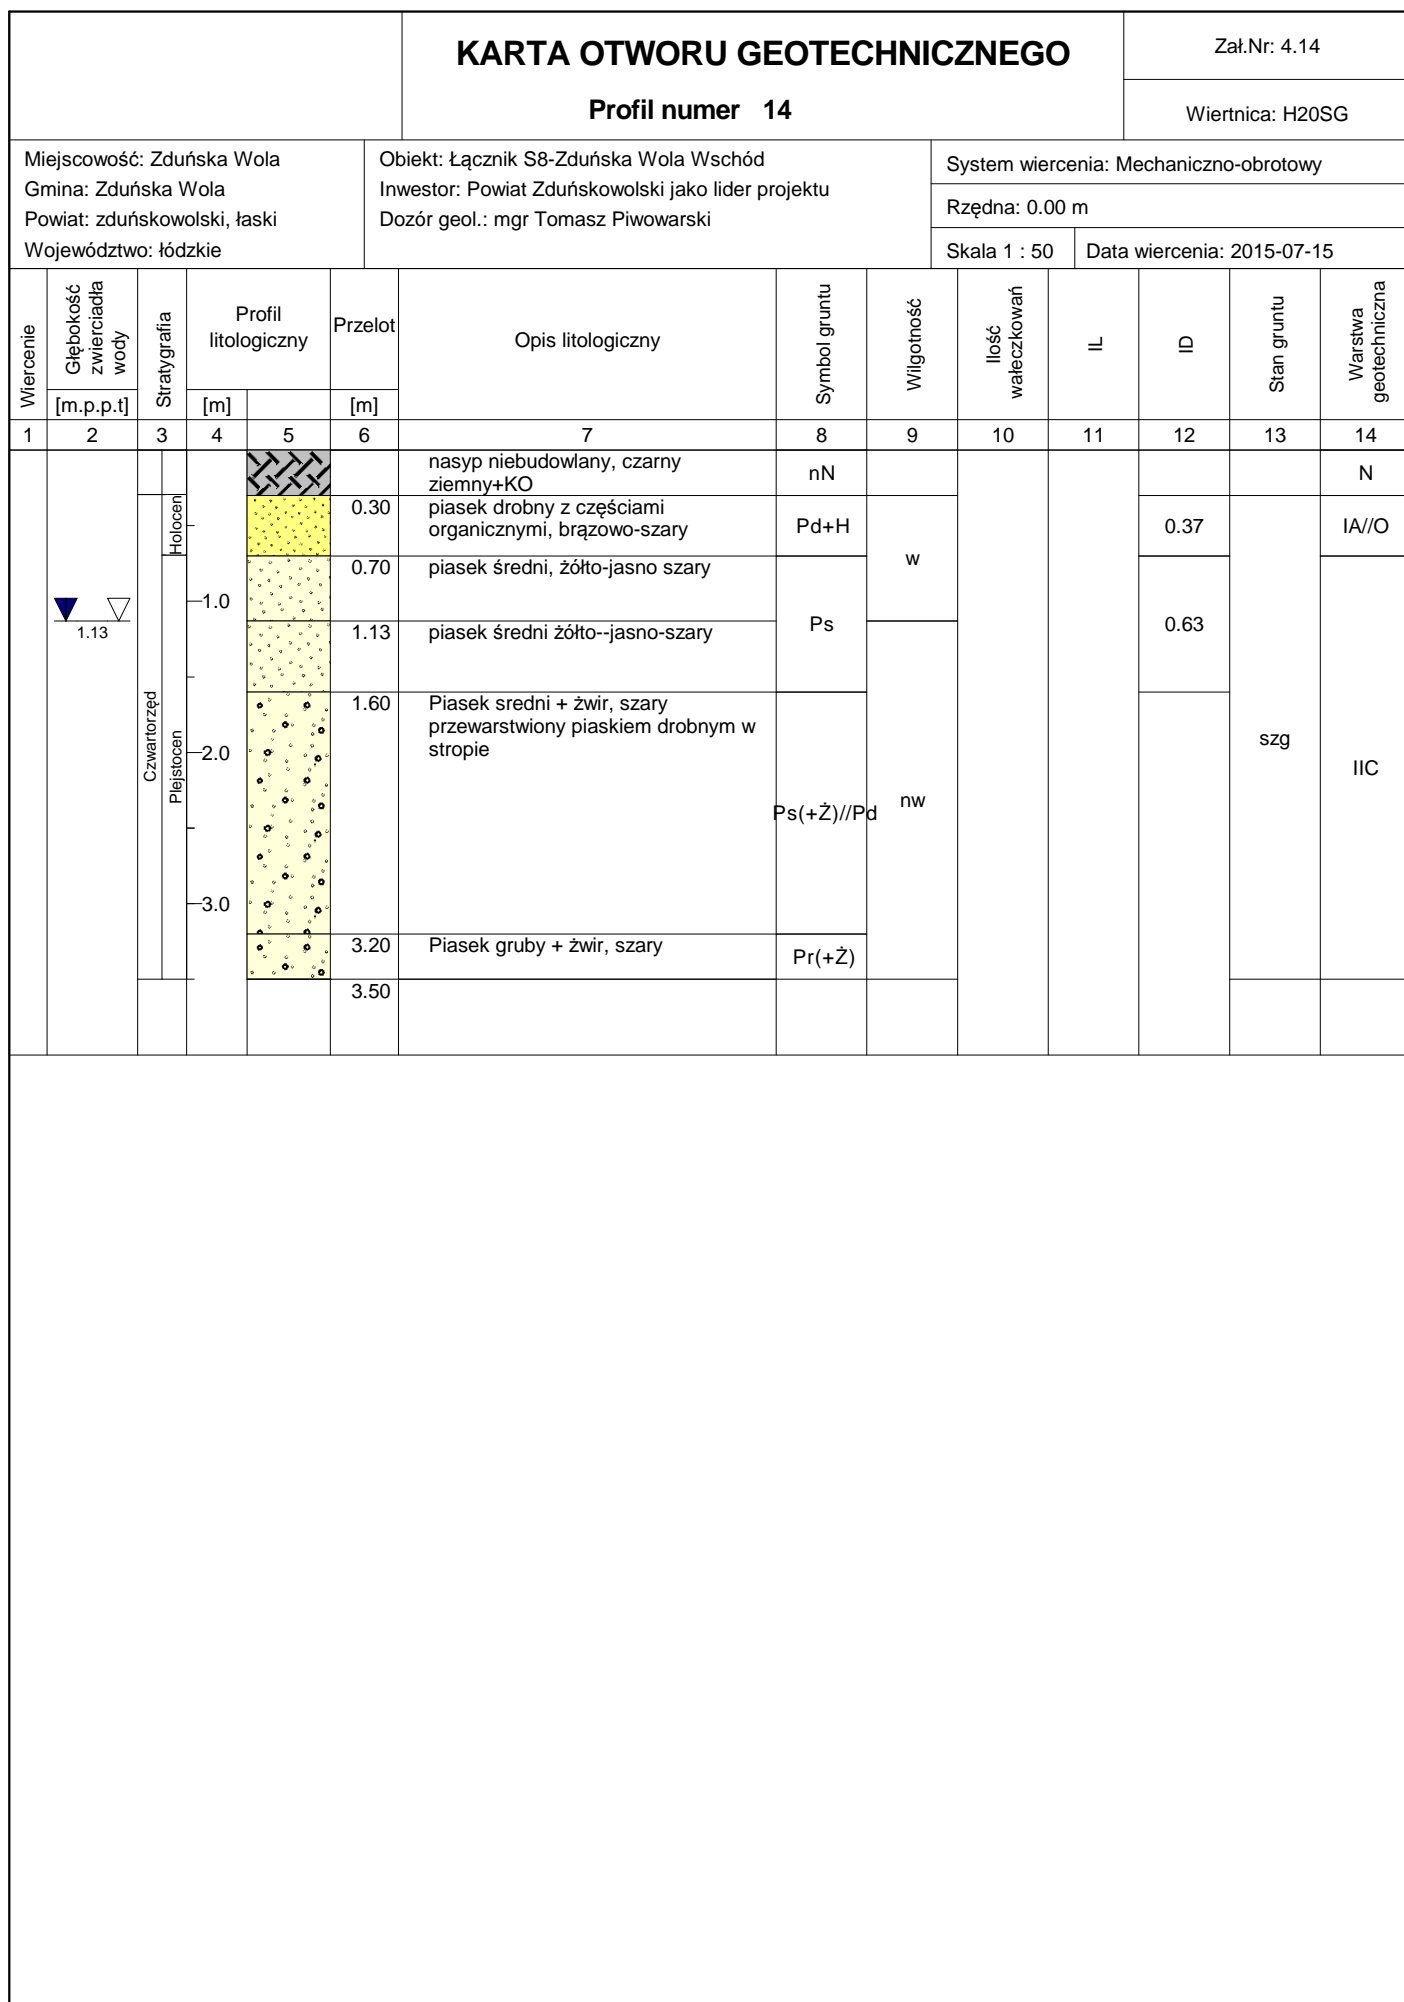 KARTA OTWORU GEOTECHNICZNEGO
Profil numer 14
Zał.Nr: 4.14
Wiertnica: H20SG
Miejscowość: Zduńska Wola
Gmina: Zduńska Wola
Powiat: zduńskowolski, łaski
Województwo: łódzkie
Obiekt: Łącznik S8-Zduńska Wola Wschód
Inwestor: Powiat Zduńskowolski jako lider projektu
Dozór geol.: mgr Tomasz Piwowarski
System wiercenia: Mechaniczno-obrotowy
Rzędna: 0.00 m
Skala 1 : 50
Data wiercenia: 2015-07-15
Wiercenie
Głębokość
zwierciadła
wody
[m.p.p.t]
Stratygrafia
Profil
litologiczny
[m]
Przelot
[m]
Opis litologiczny
Symbol gruntu
Wilgotność
Ilość
wałeczkowań
IL
ID
Stan gruntu
Warstwa
geotechniczna
1 2 3 4 5 6 7 8 9 10 11 12 13 14
nasyp niebudowlany, czarny
ziemny+KO
nN
N
Holocen
0.30
piasek drobny z częściami
organicznymi, brązowo-szary
Pd+H
w
0.37
IA//O
0.70
piasek średni, żółto-jasno szary
1.0
1.13
1.13
piasek średni żółto--jasno-szary
Ps
0.63
Czwartorzęd
Plejstocen
1.60
Piasek sredni + żwir, szary
przewarstwiony piaskiem drobnym w
stropie
2.0
Ps(+Ż)//Pd
nw
szg
IIC
3.0
3.20
Piasek gruby + żwir, szary
Pr(+Ż)
3.50